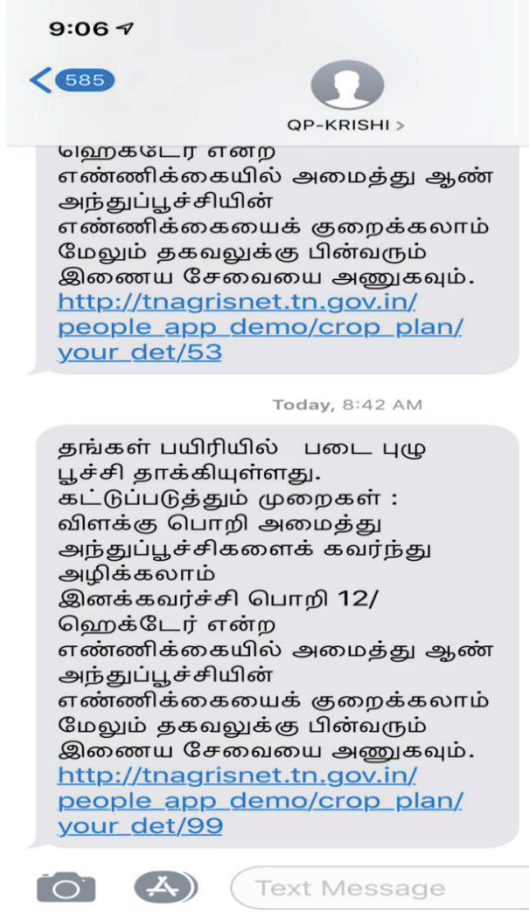 9:06
585
QP-KRISHI >
ஹெக்டேர் என்ற
எண்ணிக்கையில் அமைத்து ஆண்
அந்துப்பூச்சியின்
எண்ணிக்கையைக் குறைக்கலாம்
மேலும் தகவலுக்கு பின்வரும்
இணைய சேவையை அணுகவும்.
http://tnagrisnet.tn.gov.in/
people_app_demo/crop_plan/
your_det/53
Today, 8:42 AM
தங்கள் பயிரியில் படை புழு
பூச்சி தாக்கியுள்ளது.
கட்டுப்படுத்தும் முறைகள் :
விளக்கு பொறி அமைத்து
அந்துப்பூச்சிகளைக் கவர்ந்து
அழிக்கலாம்
இனக்கவர்ச்சி பொறி 12/
ஹெக்டேர் என்ற
எண்ணிக்கையில் அமைத்து ஆண்
அந்துப்பூச்சியின்
எண்ணிக்கையைக் குறைக்கலாம்
மேலும் தகவலுக்கு பின்வரும்
இணைய சேவையை அணுகவும்.
http://tnagrisnet.tn.gov.in/
people_app_demo/crop_plan/
your_det/99
Text Message